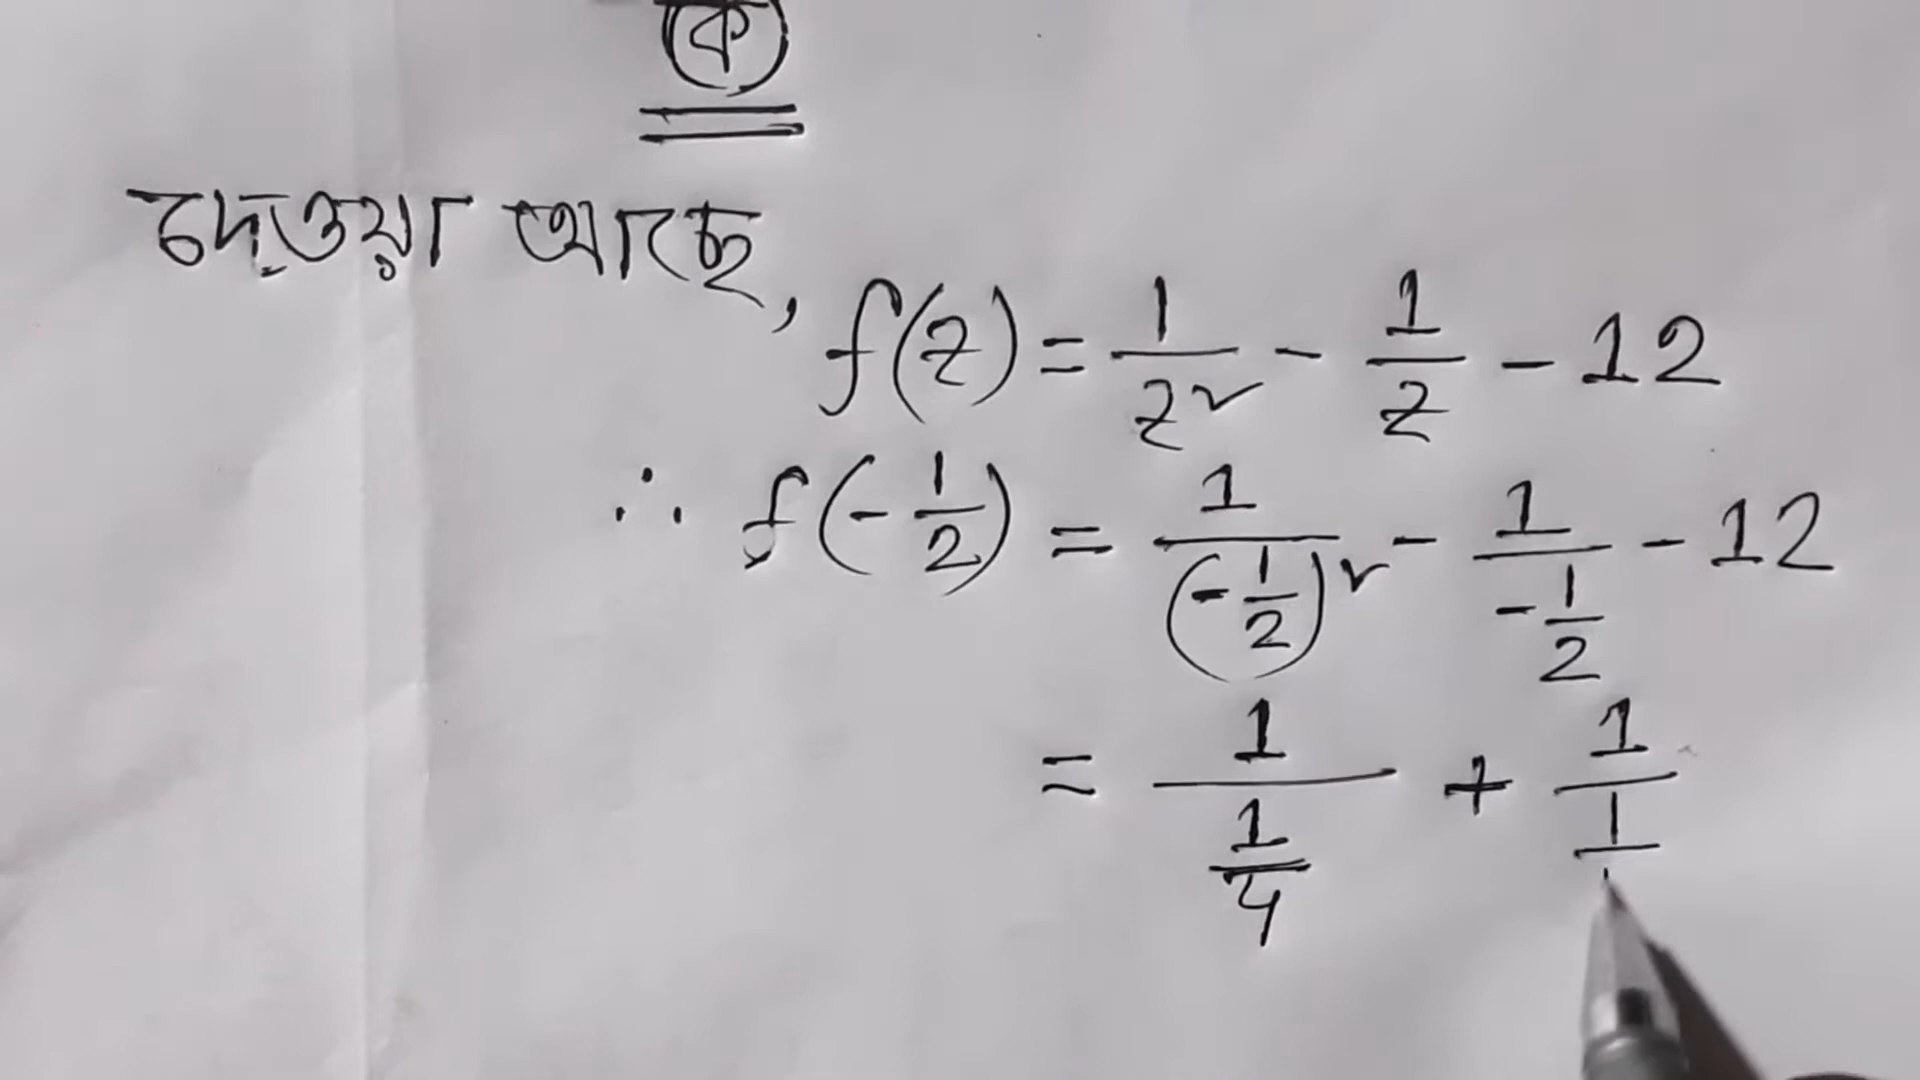 ক
দেওয়া আছে, f(z) = 1/z² - 1/z - 12
∴ f(-1/2) = 1/(-1/2)² - 1/(-1/2) - 12
= 1/(1/4) + 1/(1/